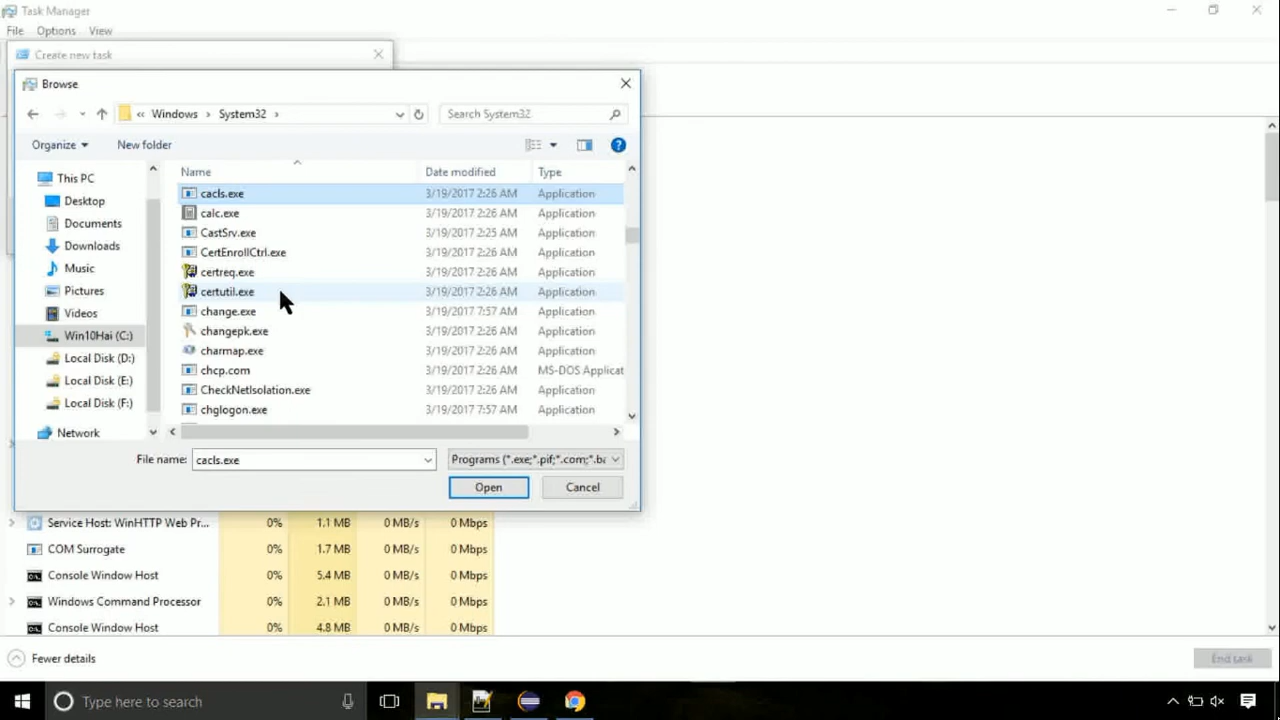 Task Manager
File Options View
Create new task
Browse
« Windows > System32 >
Search System32
Organize
New folder
This PC
Desktop
Documents
Downloads
Music
Pictures
Videos
Win10Hai (C:)
Local Disk (D:)
Local Disk (E:)
Local Disk (F:)
Network
Name Date modified Type
cacls.exe 3/19/2017 2:26 AM Application
calc.exe 3/19/2017 2:26 AM Application
CastSrv.exe 3/19/2017 2:25 AM Application
CertEnrollCtrl.exe 3/19/2017 2:26 AM Application
certreq.exe 3/19/2017 2:26 AM Application
certutil.exe 3/19/2017 2:26 AM Application
change.exe 3/19/2017 7:57 AM Application
changepk.exe 3/19/2017 2:26 AM Application
charmap.exe 3/19/2017 2:26 AM Application
chcp.com 3/19/2017 2:26 AM MS-DOS Applicat
CheckNetIsolation.exe 3/19/2017 2:26 AM Application
chglogon.exe 3/19/2017 7:57 AM Application
File name: cacls.exe
Programs (*.exe;*.pif;*.com;*.ba
Open Cancel
Service Host: WinHTTP Web Pr... 0% 1.1 MB 0 MB/s 0 Mbps
COM Surrogate 0% 1.7 MB 0 MB/s 0 Mbps
Console Window Host 0% 5.4 MB 0 MB/s 0 Mbps
Windows Command Processor 0% 2.1 MB 0 MB/s 0 Mbps
Console Window Host 0% 4.8 MB 0 MB/s 0 Mbps
Fewer details
End task
Type here to search